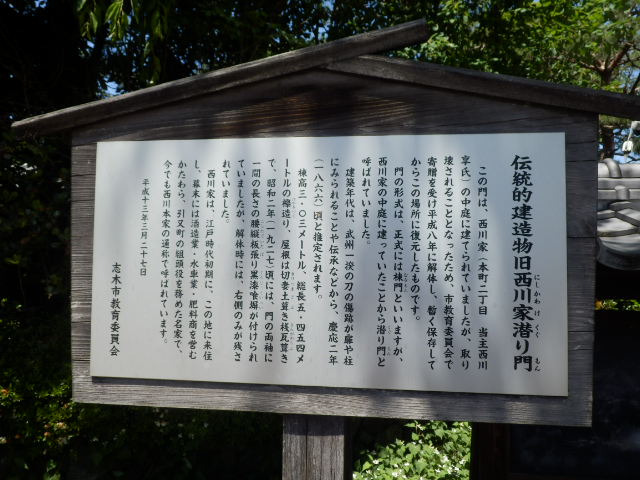 伝統的建造物旧西川家潜り門
にしかわけくぐ もん
この門は、西川家（本町二丁目 当主西川
享氏）の中庭に建てられていましたが、取り
壊されることとなったため、市教育委員会で
寄贈を受け平成八年に解体し、暫く保存して
からこの場所に復元したものです。
門の形式は、正式には棟門といいますが、
西川家の中庭に建っていたことから潜り門と
呼ばれていました。
建築年代は、武州一揆の刀の傷跡が扉や柱
にみられることや伝承などから、慶応二年
（一八六六）頃と推定されます。
棟高三・〇三メートル、総長五・四五四メ
ートルの欅造り、屋根は切妻土葺き桟瓦葺き
で、昭和二年（一九二七）頃には、門の両袖に
一間の長さの腰縦板張り黒漆喰塀が付けられ
ていましたが、解体時には、右側のみが残さ
れていました。
西川家は、江戸時代初期に、この地に来住
し、幕末には酒造業・水車業・肥料商を営む
かたわら、引又町の組頭役を務めた名家で、
今でも西川本家の通称で呼ばれています。
平成十三年三月二十七日
志木市教育委員会